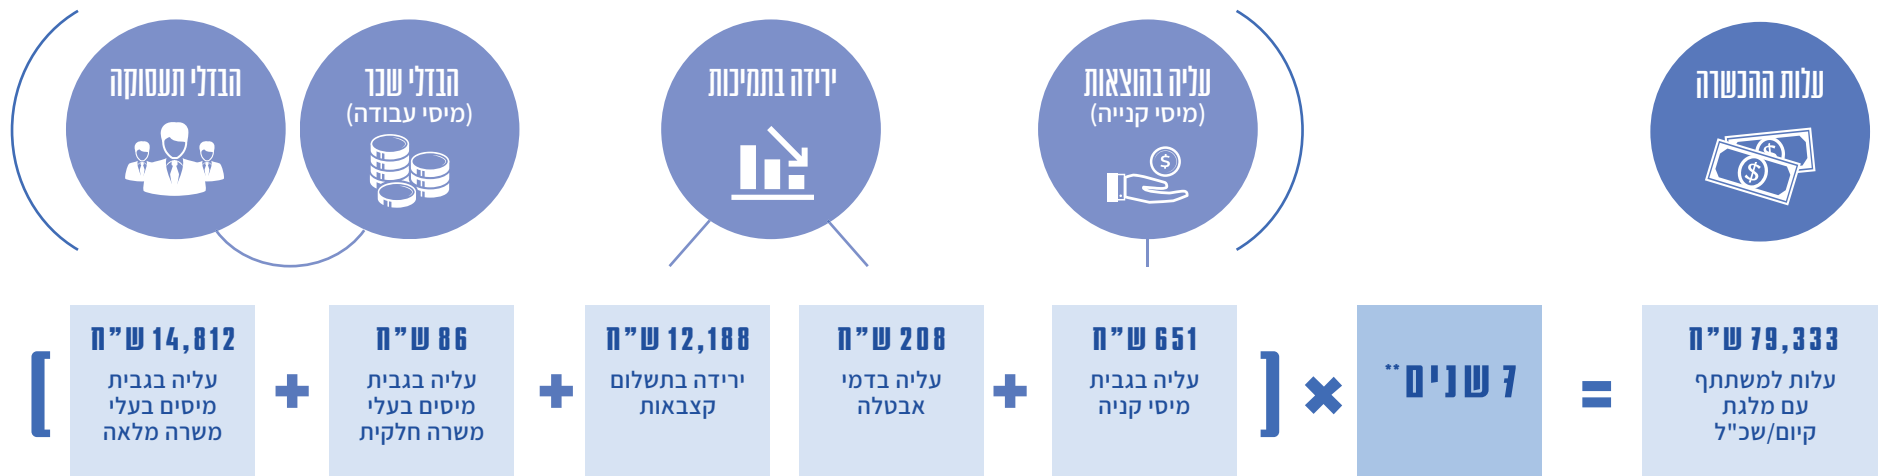 הבדלי תעסוקה
הבדלי שכר
(מיסי עבודה)
ירידה בתמיכות
עליה בהוצאות
(מיסי קנייה)
עלות ההכשרה
[
14,812 ש"ח
עליה בגבית
מיסים בעלי
משרה מלאה
+
86 ש"ח
עליה בגבית
מיסים בעלי
משרה חלקית
+
12,188 ש"ח
ירידה בתשלום
קצבאות
208 ש"ח
עליה בדמי
אבטלה
+
651 ש"ח
עליה בגבית
מיסי קניה
]
×
7 שנים**
=
79,333 ש"ח
עלות למשתתף
עם מלגת
קיום/שכ"ל